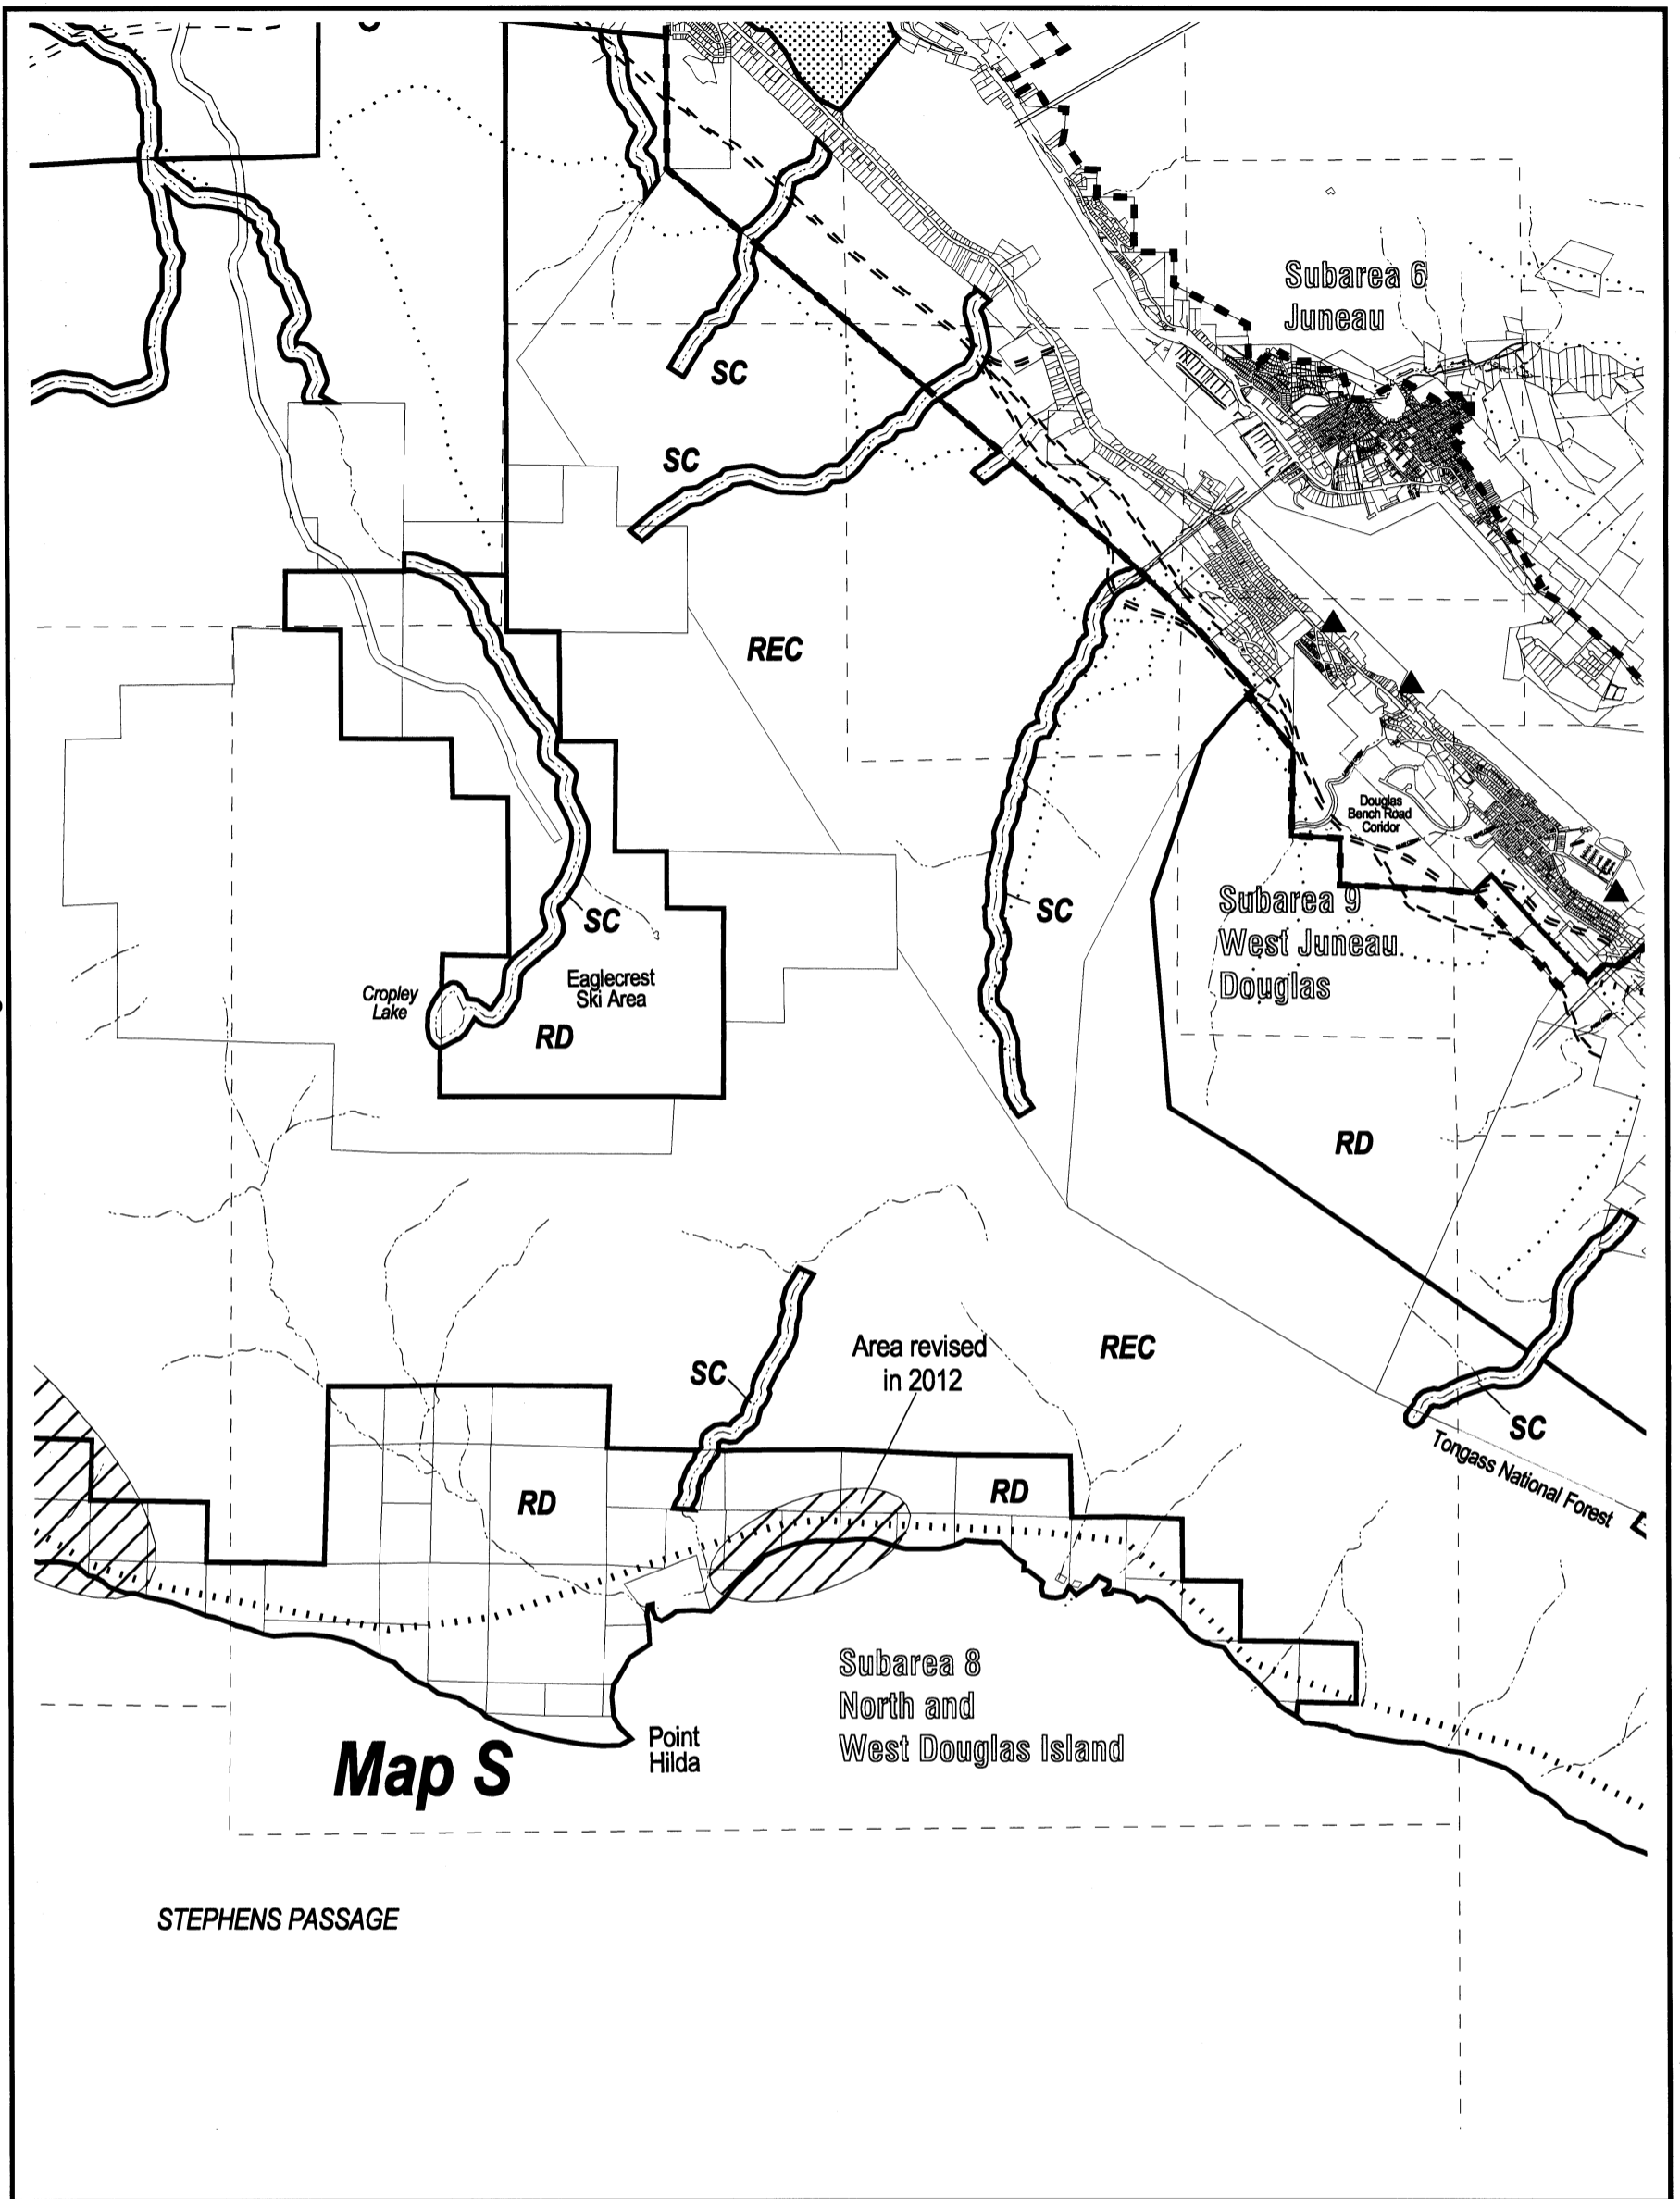 Subarea 6
Juneau
SC
SC
REC
Douglas
Bench Road
Coridor
SC
SC
Subarea 9
West Juneau
Douglas
Cropley
Lake
Eaglecrest
Ski Area
RD
RD
SC
Area revised
in 2012
REC
SC
Tongass National Forest
RD
RD
Subarea 8
North and
West Douglas Island
Point
Hilda
Map S
STEPHENS PASSAGE